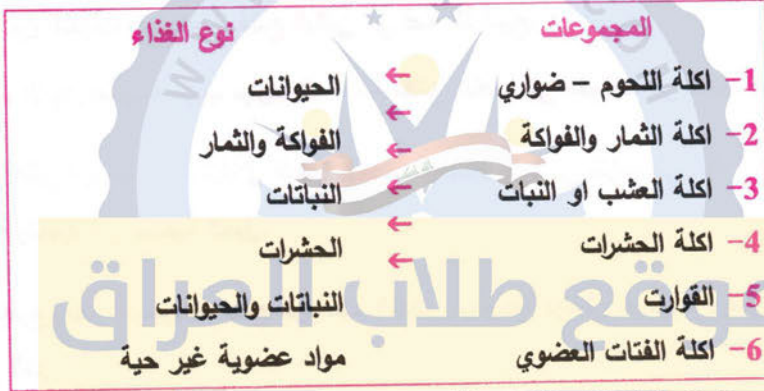 المجموعات نوع الغذاء
1- اكلة اللحوم – ضواري ← الحيوانات
2- اكلة الثمار والفواكة ← الفواكة والثمار
3- اكلة العشب او النبات ← النباتات
4- اكلة الحشرات ← الحشرات
5- القوارت ← النباتات والحيوانات
6- اكلة الفتات العضوي مواد عضوية غير حية
موقع طلاب العراق